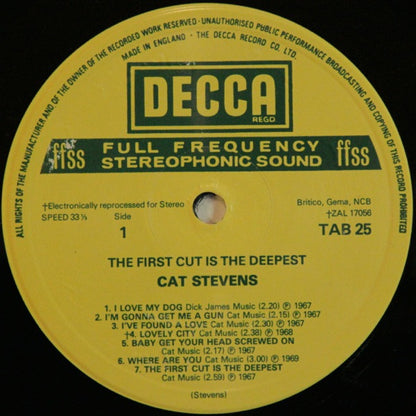 ALL RIGHTS OF THE MANUFACTURER AND OF THE OWNER OF THE RECORDED WORK RESERVED · UNAUTHORISED PUBLIC PERFORMANCE BROADCASTING AND COPYING OF THIS RECORD PROHIBITED
MADE IN ENGLAND · THE DECCA RECORD CO. LTD.
DECCA
REGD
ffss FULL FREQUENCY ffss
STEREOPHONIC SOUND
†Electronically reprocessed for Stereo Britico, Gema, NCB
SPEED 33⅓ Side †ZAL 17056
1 TAB 25
THE FIRST CUT IS THE DEEPEST
CAT STEVENS
1. I LOVE MY DOG Dick James Music (2.20) ℗ 1967
2. I'M GONNA GET ME A GUN Cat Music (2.15) ℗ 1967
3. I'VE FOUND A LOVE Cat Music (2.30) ℗ 1967
†4. LOVELY CITY Cat Music (2.38) ℗ 1968
5. BABY GET YOUR HEAD SCREWED ON
Cat Music (2.17) ℗ 1967
6. WHERE ARE YOU Cat Music (3.00) ℗ 1969
7. THE FIRST CUT IS THE DEEPEST
Cat Music (2.59) ℗ 1967
(Stevens)